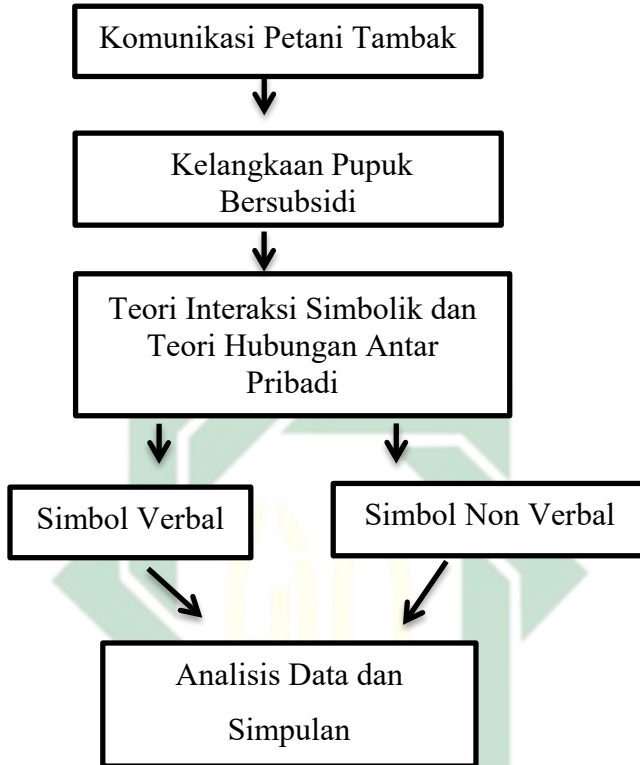 Komunikasi Petani Tambak
Kelangkaan Pupuk
Bersubsidi
Teori Interaksi Simbolik dan
Teori Hubungan Antar
Pribadi
Simbol Verbal
Simbol Non Verbal
Analisis Data dan
Simpulan